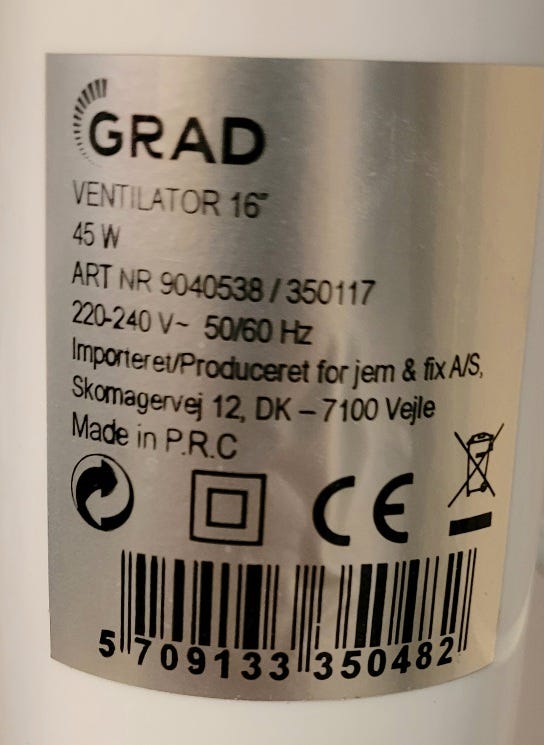 GRAD
VENTILATOR 16"
45 W
ART NR 9040538 / 350117
220-240 V~ 50/60 Hz
Importeret/Produceret for jem & fix A/S,
Skomagervej 12, DK – 7100 Vejle
Made in P.R.C
CE
5 709133 350482